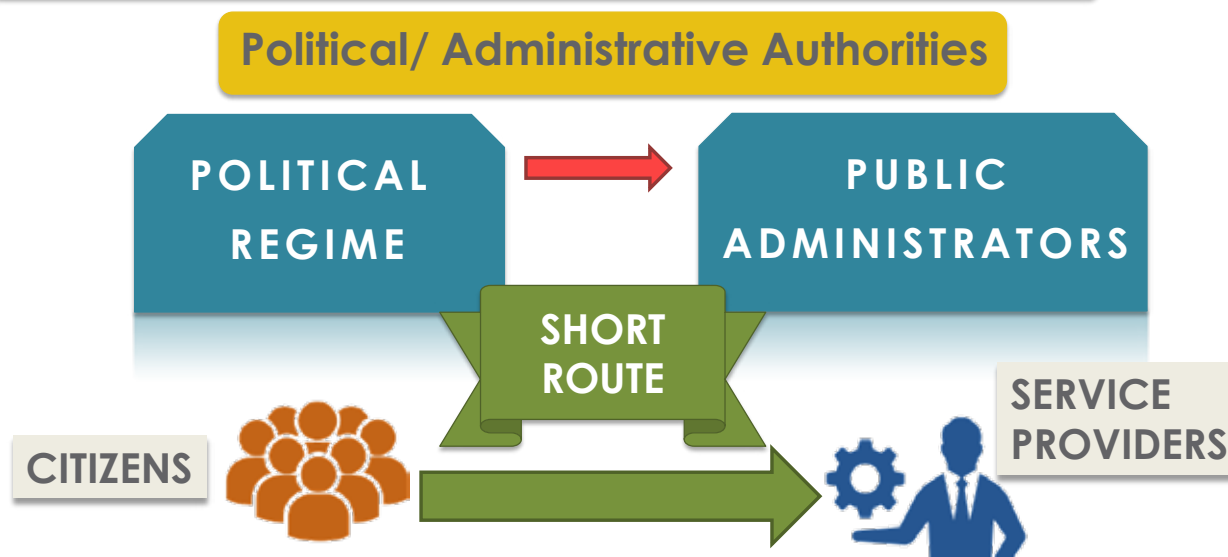 Political/ Administrative Authorities
POLITICAL
REGIME
PUBLIC
ADMINISTRATORS
SHORT
ROUTE
CITIZENS
SERVICE
PROVIDERS